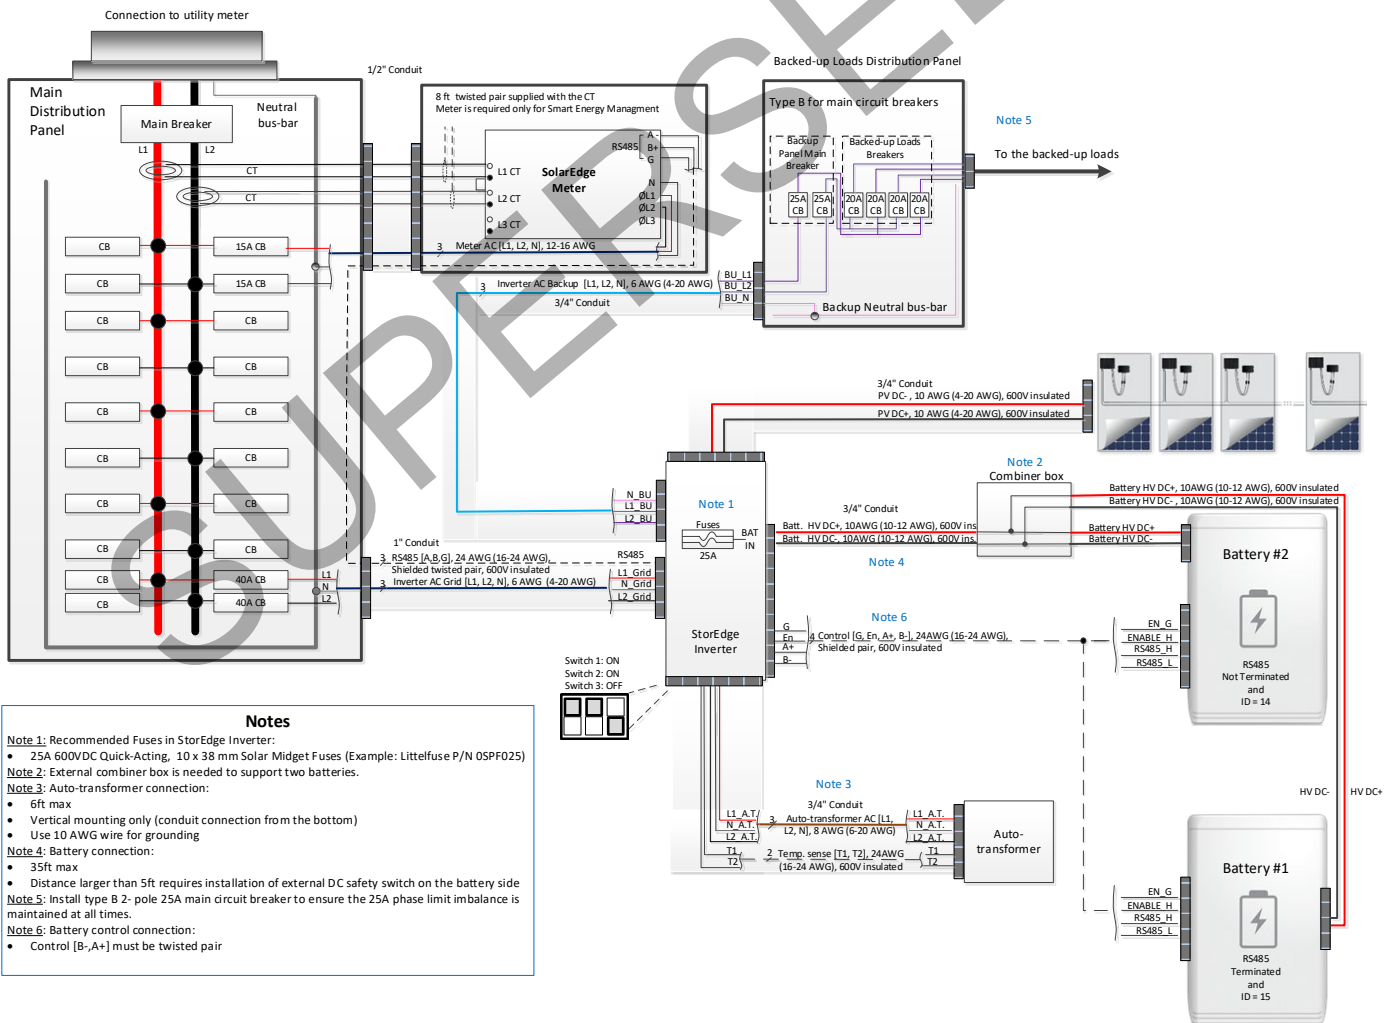 Connection to utility meter
Main
Distribution
Panel
Main Breaker
Neutral
bus-bar
L1
L2
CT
CT
CB
15A CB
CB
15A CB
CB
CB
CB
CB
CB
CB
CB
CB
CB
CB
CB
CB
CB
40A CB
CB
40A CB
L1
N
L2
1/2" Conduit
8 ft twisted pair supplied with the CT
Meter is required only for Smart Energy Managment
SolarEdge
Meter
L1 CT
L2 CT
L3 CT
RS485
A -
B+
G
N
ØL1
ØL2
ØL3
3
Meter AC [L1, L2, N], 12-16 AWG
Backed-up Loads Distribution Panel
Type B for main circuit breakers
Backup
Panel Main
Breaker
Backed-up Loads
Breakers
25A
CB
25A
CB
20A
CB
20A
CB
20A
CB
20A
CB
Note 5
To the backed-up loads
3
Inverter AC Backup [L1, L2, N], 6 AWG (4-20 AWG)
3/4" Conduit
BU_L1
BU_L2
BU_N
Backup Neutral bus-bar
SUPERSE
3/4" Conduit
PV DC- , 10 AWG (4-20 AWG), 600V insulated
PV DC+, 10 AWG (4-20 AWG), 600V insulated
N_BU
L1_BU
L2_BU
Note 1
Fuses
25A
BAT
IN
StorEdge
Inverter
1" Conduit
3
RS485 [A,B,G], 24 AWG (16-24 AWG),
Shielded twisted pair, 600V insulated
RS485
3
Inverter AC Grid [L1, L2, N], 6 AWG (4-20 AWG)
L1_Grid
N_Grid
L2_Grid
3/4" Conduit
Batt. HV DC+, 10AWG (10-12 AWG), 600V ins
Batt. HV DC-, 10AWG (10-12 AWG), 600V ins.
Note 4
Note 2
Combiner box
Battery HV DC+, 10AWG (10-12 AWG), 600V insulated
Battery HV DC- , 10AWG (10-12 AWG), 600V insulated
Battery HV DC+
Battery HV DC-
Battery #2
RS485
Not Terminated
and
ID = 14
Note 6
G
En
A+
B-
4
Control [G, En, A+, B-], 24AWG (16-24 AWG),
Shielded pair, 600V insulated
EN_G
ENABLE_H
RS485_H
RS485_L
Switch 1: ON
Switch 2: ON
Switch 3: OFF
Note 3
3/4" Conduit
3
Auto-transformer AC [L1,
L2, N], 8 AWG (6-20 AWG)
L1_A.T.
N_A.T.
L2_A.T.
T1
T2
2
Temp. sense [T1, T2], 24AWG
(16-24 AWG), 600V insulated
L1_A.T.
N_A.T.
L2_A.T.
T1
T2
Auto-
transformer
HV DC-
HV DC+
Battery #1
RS485
Terminated
and
ID = 15
EN_G
ENABLE_H
RS485_H
RS485_L
Notes
Note 1: Recommended Fuses in StorEdge Inverter:
• 25A 600VDC Quick-Acting, 10 x 38 mm Solar Midget Fuses (Example: Littelfuse P/N 0SPF025)
Note 2: External combiner box is needed to support two batteries.
Note 3: Auto-transformer connection:
• 6ft max
• Vertical mounting only (conduit connection from the bottom)
• Use 10 AWG wire for grounding
Note 4: Battery connection:
• 35ft max
• Distance larger than 5ft requires installation of external DC safety switch on the battery side
Note 5: Install type B 2- pole 25A main circuit breaker to ensure the 25A phase limit imbalance is
maintained at all times.
Note 6: Battery control connection:
• Control [B-,A+] must be twisted pair